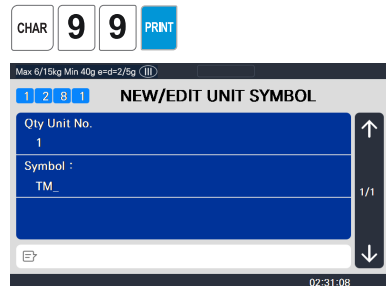 CHAR 9 9 PRINT
Max 6/15kg Min 40g e=d=2/5g (III)
1 2 8 1 NEW/EDIT UNIT SYMBOL
Qty Unit No.
1
Symbol :
TM_
1/1
02:31:08